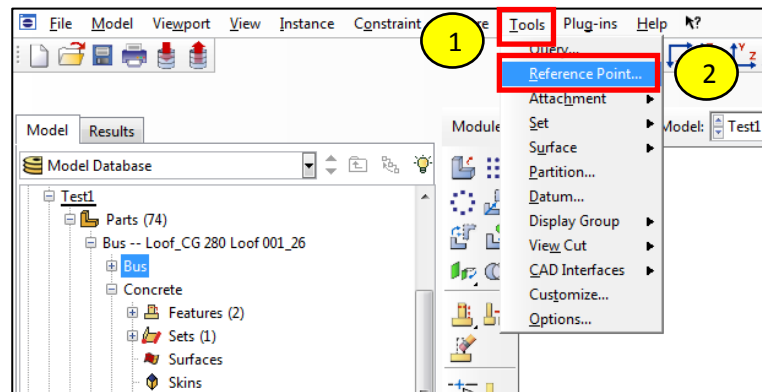 File Model Viewport View Instance Constraint Tools Plug-ins Help
1
Query...
Reference Point...
2
Attachment
Model Results
Module
Set
Model: Test1
Surface
Model Database
Partition...
Test1
Datum...
Parts (74)
Display Group
Bus -- Loof_CG 280 Loof 001_26
View Cut
Bus
CAD Interfaces
Concrete
Customize...
Features (2)
Options...
Sets (1)
Surfaces
Skins